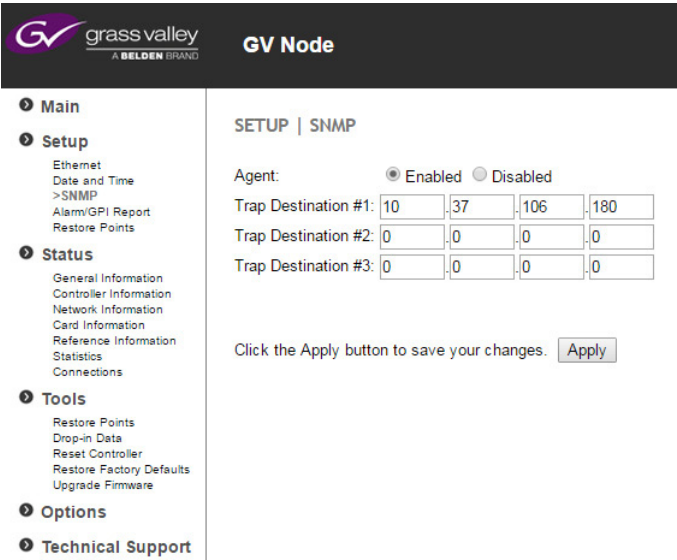 GV grass valley
A BELDEN BRAND
GV Node
Main
Setup
Ethernet
Date and Time
>SNMP
Alarm/GPI Report
Restore Points
Status
General Information
Controller Information
Network Information
Card Information
Reference Information
Statistics
Connections
Tools
Restore Points
Drop-in Data
Reset Controller
Restore Factory Defaults
Upgrade Firmware
Options
Technical Support
SETUP | SNMP
Agent: Enabled Disabled
Trap Destination #1: 10 .37 .106 .180
Trap Destination #2: 0 .0 .0 .0
Trap Destination #3: 0 .0 .0 .0
Click the Apply button to save your changes. Apply